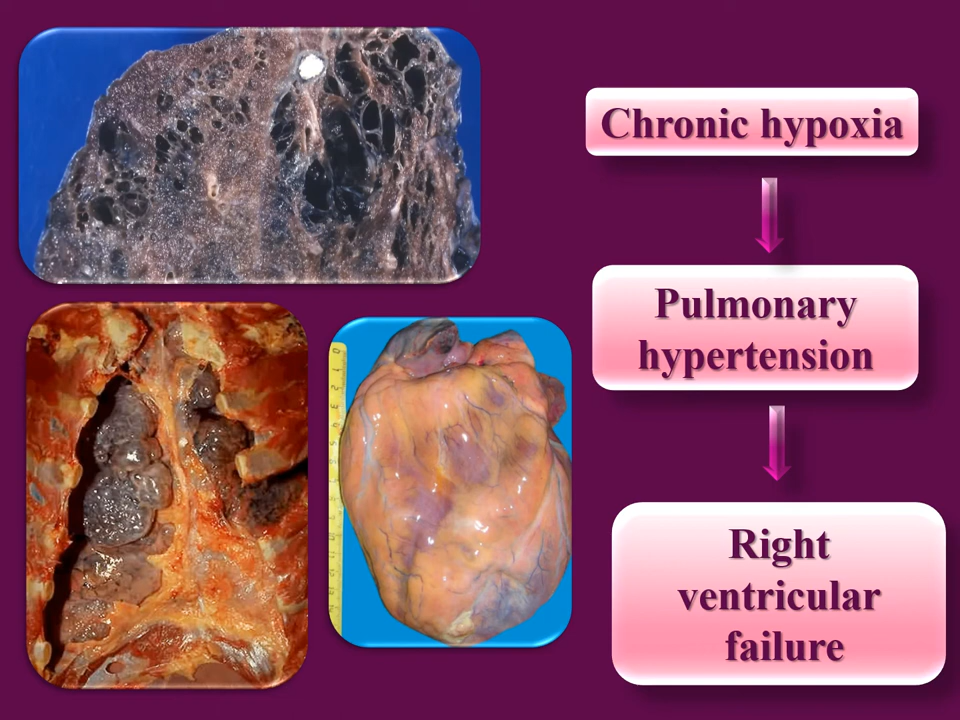 Chronic hypoxia
Pulmonary
hypertension
Right
ventricular
failure